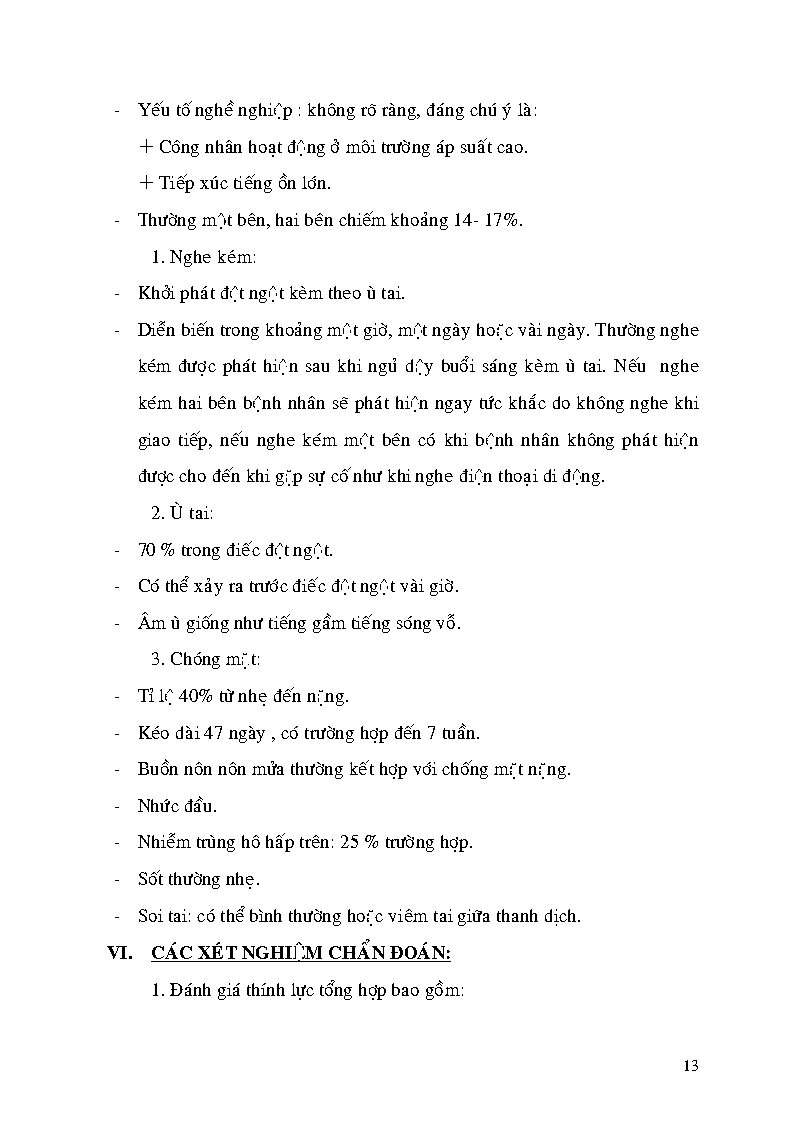 - Yếu tố nghề nghiệp : không rõ ràng, đáng chú ý là:
+ Công nhân hoạt động ở môi trường áp suất cao.
+ Tiếp xúc tiếng ồn lớn.
- Thường một bên, hai bên chiếm khoảng 14- 17%.
1. Nghe kém:
- Khởi phát đột ngột kèm theo ù tai.
- Diễn biến trong khoảng một giờ, một ngày hoặc vài ngày. Thường nghe
kém được phát hiện sau khi ngủ dậy buổi sáng kèm ù tai. Nếu nghe
kém hai bên bệnh nhân sẽ phát hiện ngay tức khắc do không nghe khi
giao tiếp, nếu nghe kém một bên có khi bệnh nhân không phát hiện
được cho đến khi gặp sự cố như khi nghe điện thoại di động.
2. Ù tai:
- 70 % trong điếc đột ngột.
- Có thể xảy ra trước điếc đột ngột vài giờ.
- Âm ù giống như tiếng gầm tiếng sóng vỗ.
3. Chóng mặt:
- Tỉ lệ 40% từ nhẹ đến nặng.
- Kéo dài 47 ngày , có trường hợp đến 7 tuần.
- Buồn nôn nôn mửa thường kết hợp với chống mặt nặng.
- Nhức đầu.
- Nhiễm trùng hô hấp trên: 25 % trường hợp.
- Sốt thường nhẹ.
- Soi tai: có thể bình thường hoặc viêm tai giữa thanh dịch.
VI. CÁC XÉT NGHIỆM CHẨN ĐOÁN:
1. Đánh giá thính lực tổng hợp bao gồm:
13